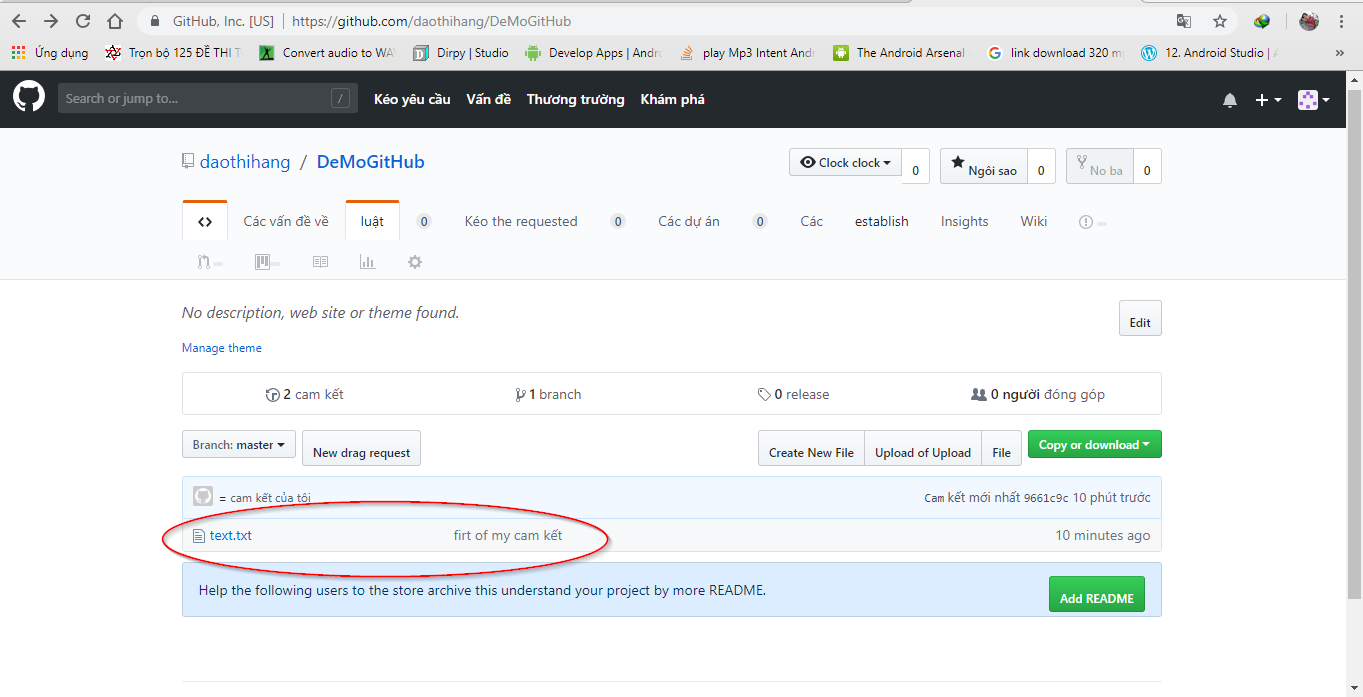 GitHub, Inc. [US] https://github.com/daothihang/DeMoGitHub
Ứng dụng Trọn bộ 125 ĐỀ THI Convert audio to WA Dirpy | Studio Develop Apps | Andr play Mp3 Intent And The Android Arsenal link download 320 m 12. Android Studio | »
Search or jump to... / Kéo yêu cầu Vấn đề Thương trường Khám phá
daothihang / DeMoGitHub Clock clock 0 Ngôi sao 0 No ba 0
Các vấn đề về luật 0 Kéo the requested 0 Các dự án 0 Các establish Insights Wiki
No description, web site or theme found.
Edit
Manage theme
2 cam kết 1 branch 0 release 0 người đóng góp
Branch: master New drag request Create New File Upload of Upload File Copy or download
= cam kết của tôi Cam kết mới nhất 9661c9c 10 phút trước
text.txt firt of my cam kết 10 minutes ago
Help the following users to the store archive this understand your project by more README.
Add README